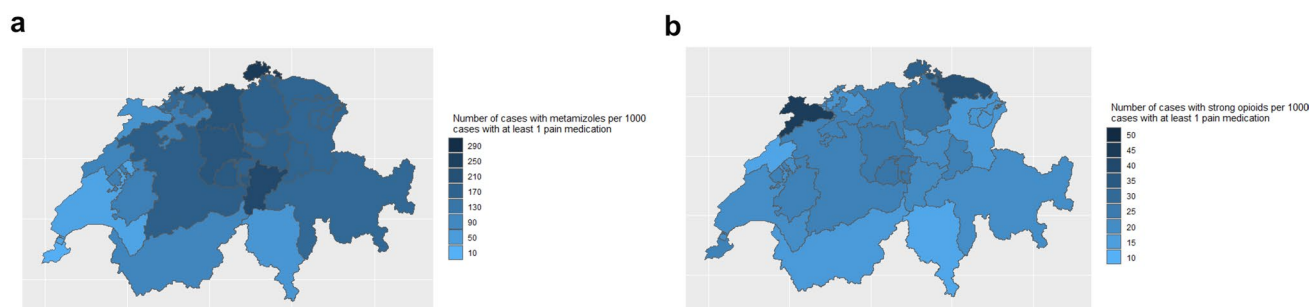 a
Number of cases with metamizoles per 1000
cases with at least 1 pain medication
290
250
210
170
130
90
50
10
b
Number of cases with strong opioids per 1000
cases with at least 1 pain medication
50
45
40
35
30
25
20
15
10